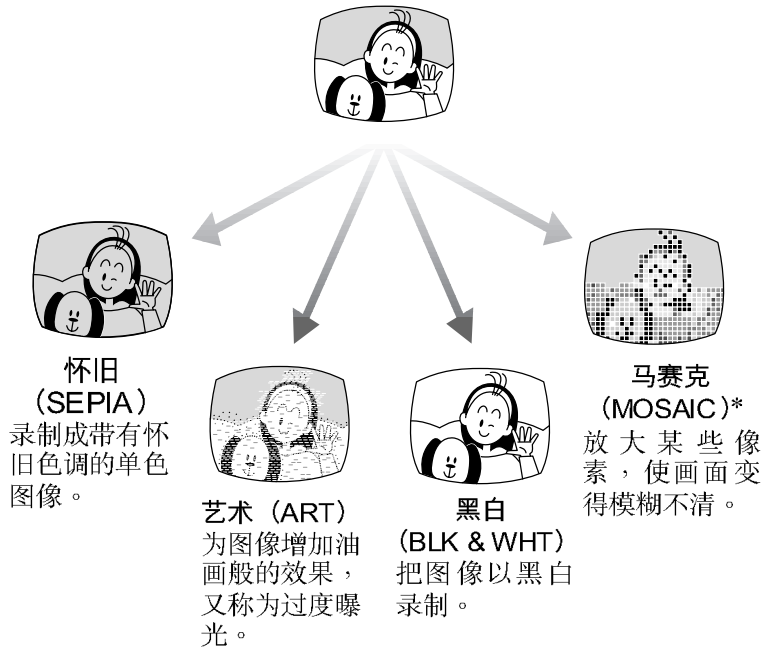 怀旧
(SEPIA)
录制成带有怀
旧色调的单色
图像。
艺术 (ART)
为图像增加油
画般的效果，
又称为过度曝
光。
黑白
(BLK & WHT)
把图像以黑白
录制。
马赛克
(MOSAIC)*
放大某些像
素，使画面变
得模糊不清。